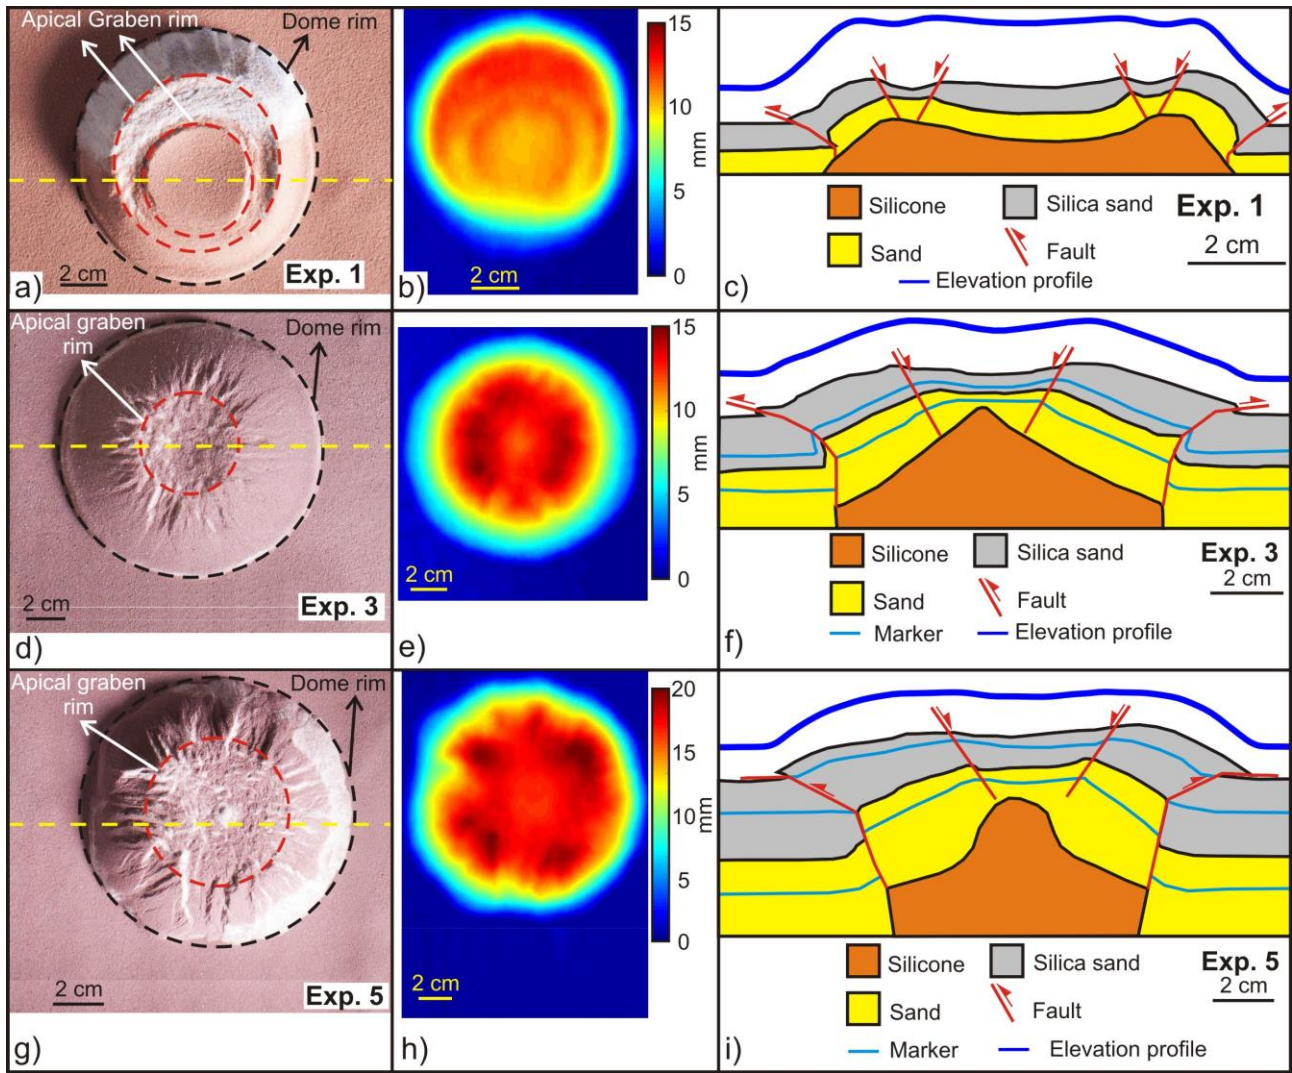 Apical Graben rim
Dome rim
2 cm
Exp. 1
a)
2 cm
b)
15
10
5
0
mm
Silicone
Silica sand
Exp. 1
Sand
Fault
2 cm
Elevation profile
c)
Apical graben
rim
Dome rim
2 cm
Exp. 3
d)
2 cm
e)
15
10
5
0
mm
Silicone
Silica sand
Exp. 3
2 cm
Sand
Fault
Marker
Elevation profile
f)
Apical graben
rim
Dome rim
2 cm
Exp. 5
g)
2 cm
h)
20
15
10
5
0
mm
Silicone
Silica sand
Exp. 5
2 cm
Sand
Fault
Marker
Elevation profile
i)